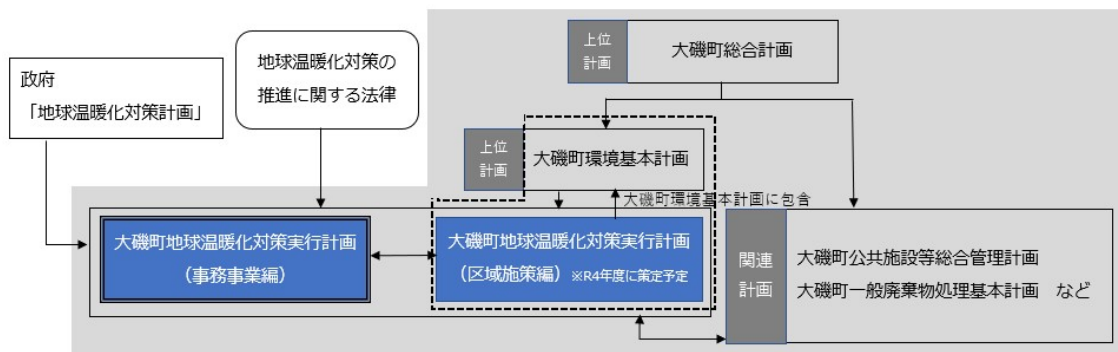 上位
計画
大磯町総合計画
地球温暖化対策の
推進に関する法律
政府
「地球温暖化対策計画」
上位
計画
大磯町環境基本計画
大磯町環境基本計画に包含
大磯町地球温暖化対策実行計画
（事務事業編）
大磯町地球温暖化対策実行計画
（区域施策編）※R4年度に策定予定
関連
計画
大磯町公共施設等総合管理計画
大磯町一般廃棄物処理基本計画　など